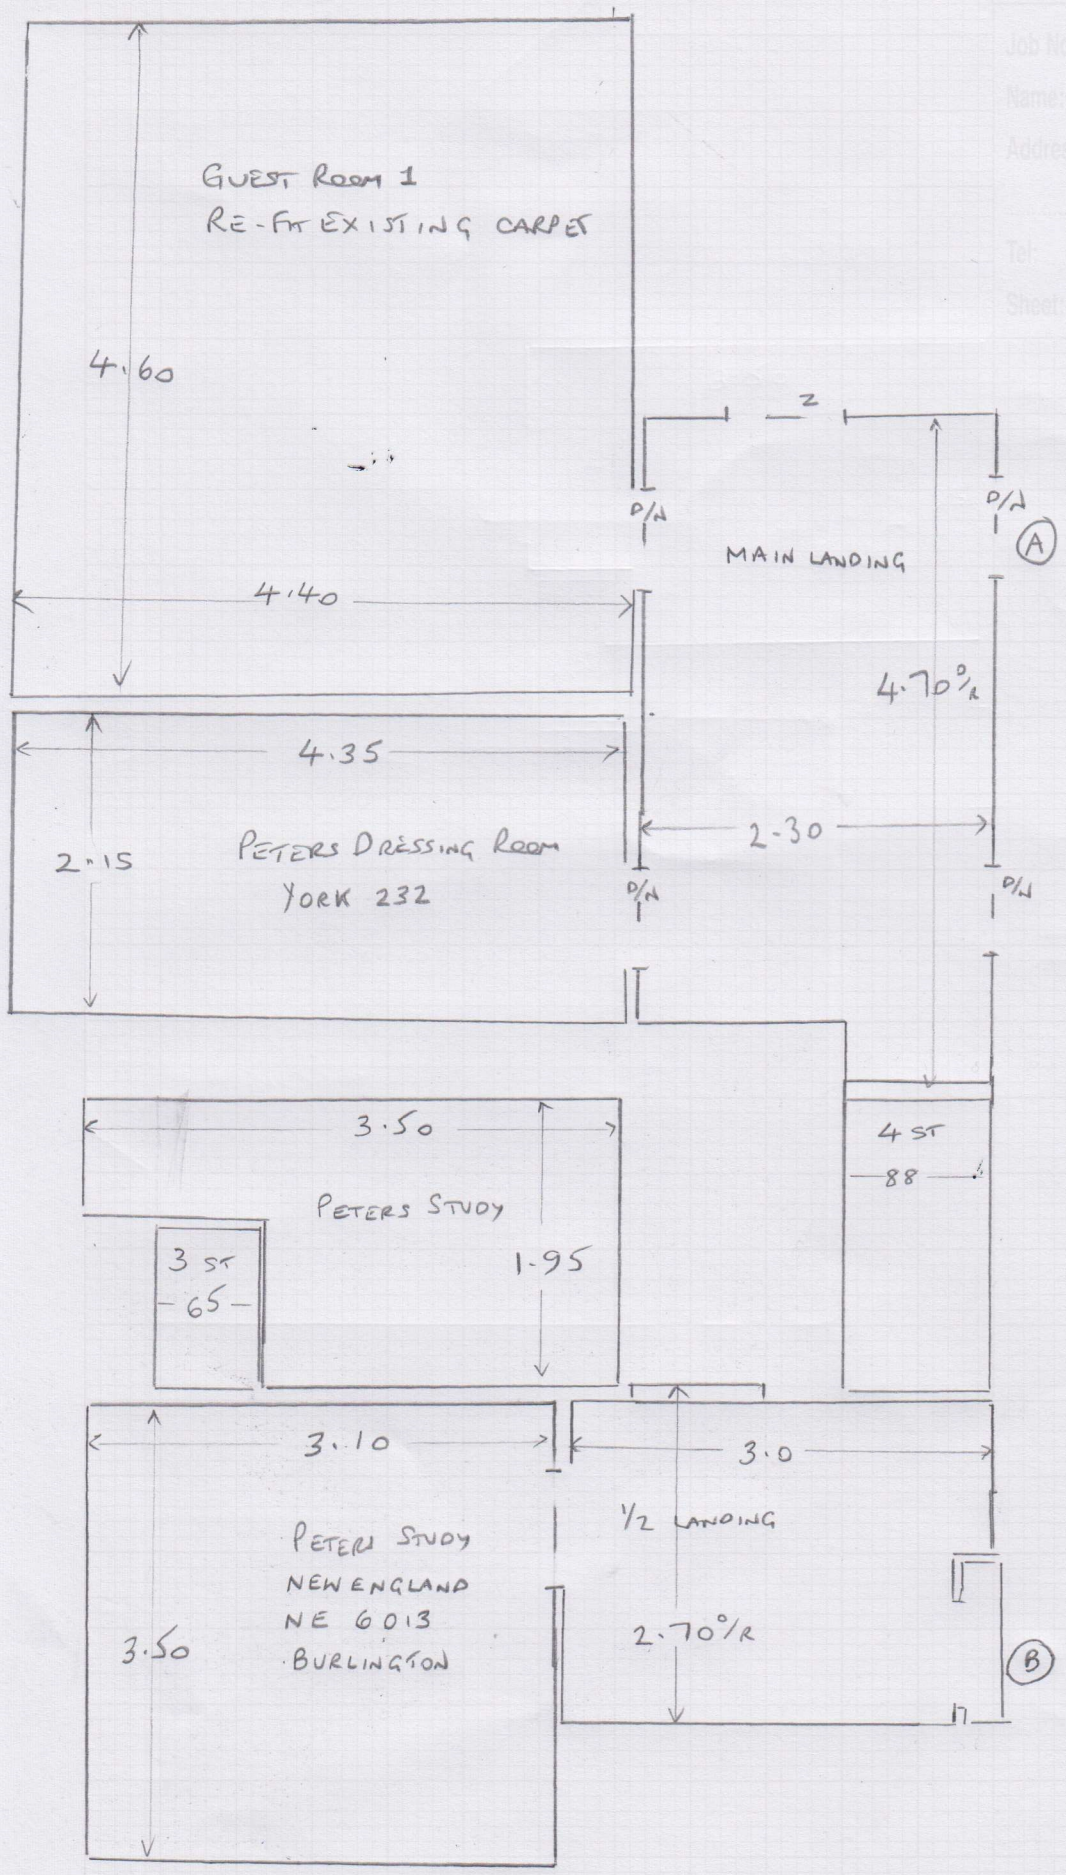 Job No
Name:
Address
Tel:
Sheet:
GUEST ROOM 1
RE-FIT EXISTING CARPET
4.60
4.40
Z
D/N
D/N
A
MAIN LANDING
4.70 O/R
4.35
2.15
PETERS DRESSING ROOM
YORK 232
2.30
D/N
D/N
3.50
4 ST
88
PETERS STUDY
1.95
3 ST
65
3.10
3.0
1/2 LANDING
PETERS STUDY
NEW ENGLAND
NE 6013
BURLINGTON
3.50
2.70 O/R
B